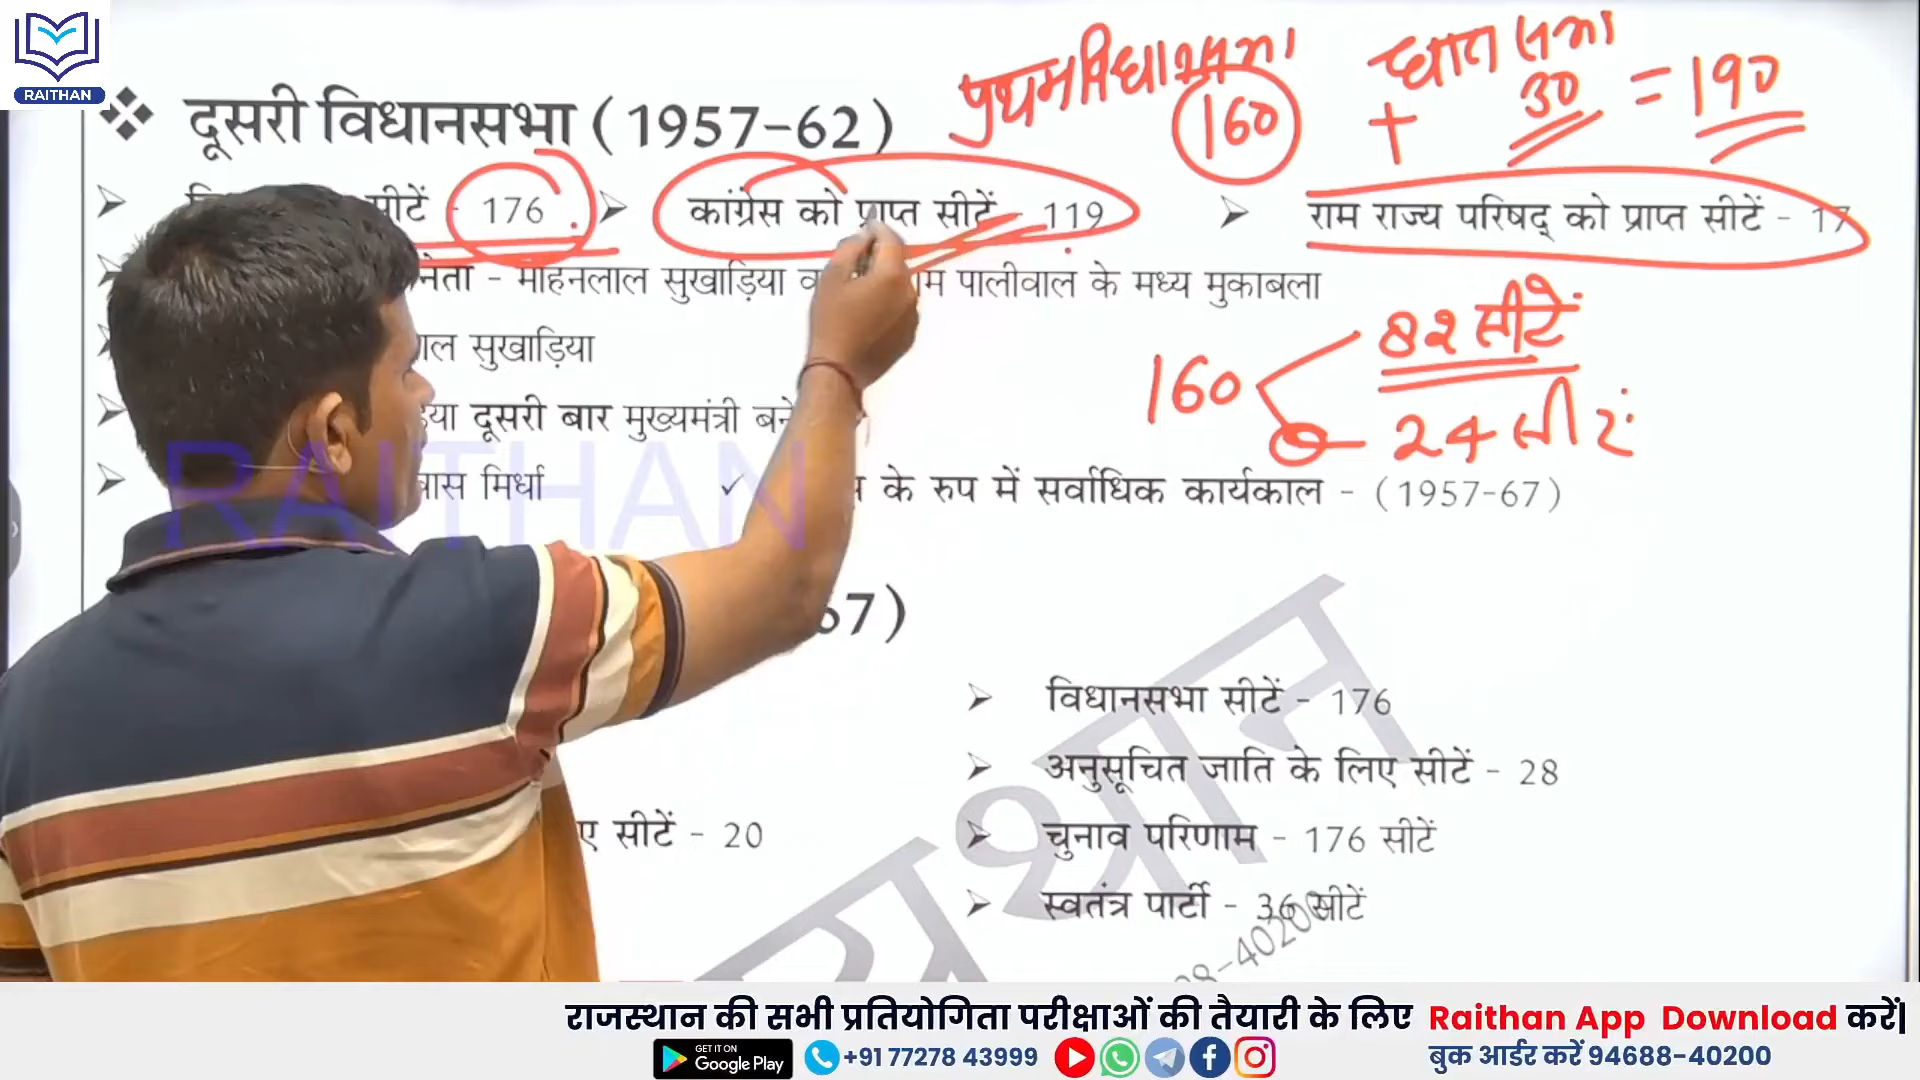 RAITHAN
प्रथम विधानसभा
160
+
30
= 190
❖ दूसरी विधानसभा ( 1957-62 )
सीटें - 176
कांग्रेस को प्राप्त सीटें - 119
राम राज्य परिषद् को प्राप्त सीटें - 17
नेता - मोहनलाल सुखाड़िया
पालीवाल के मध्य मुकाबला
सुखाड़िया
160
82 सीटें
24 सीटें
दूसरी बार मुख्यमंत्री बने
मिर्धा
✓
के रुप में सर्वाधिक कार्यकाल - (1957-67)
RAITHAN
67)
विधानसभा सीटें - 176
अनुसूचित जाति के लिए सीटें - 28
सीटें - 20
चुनाव परिणाम - 176 सीटें
स्वतंत्र पार्टी - 36 सीटें
राजस्थान की सभी प्रतियोगिता परीक्षाओं की तैयारी के लिए Raithan App Download करें|
GET IT ON
Google Play
+91 77278 43999
बुक आर्डर करें 94688-40200